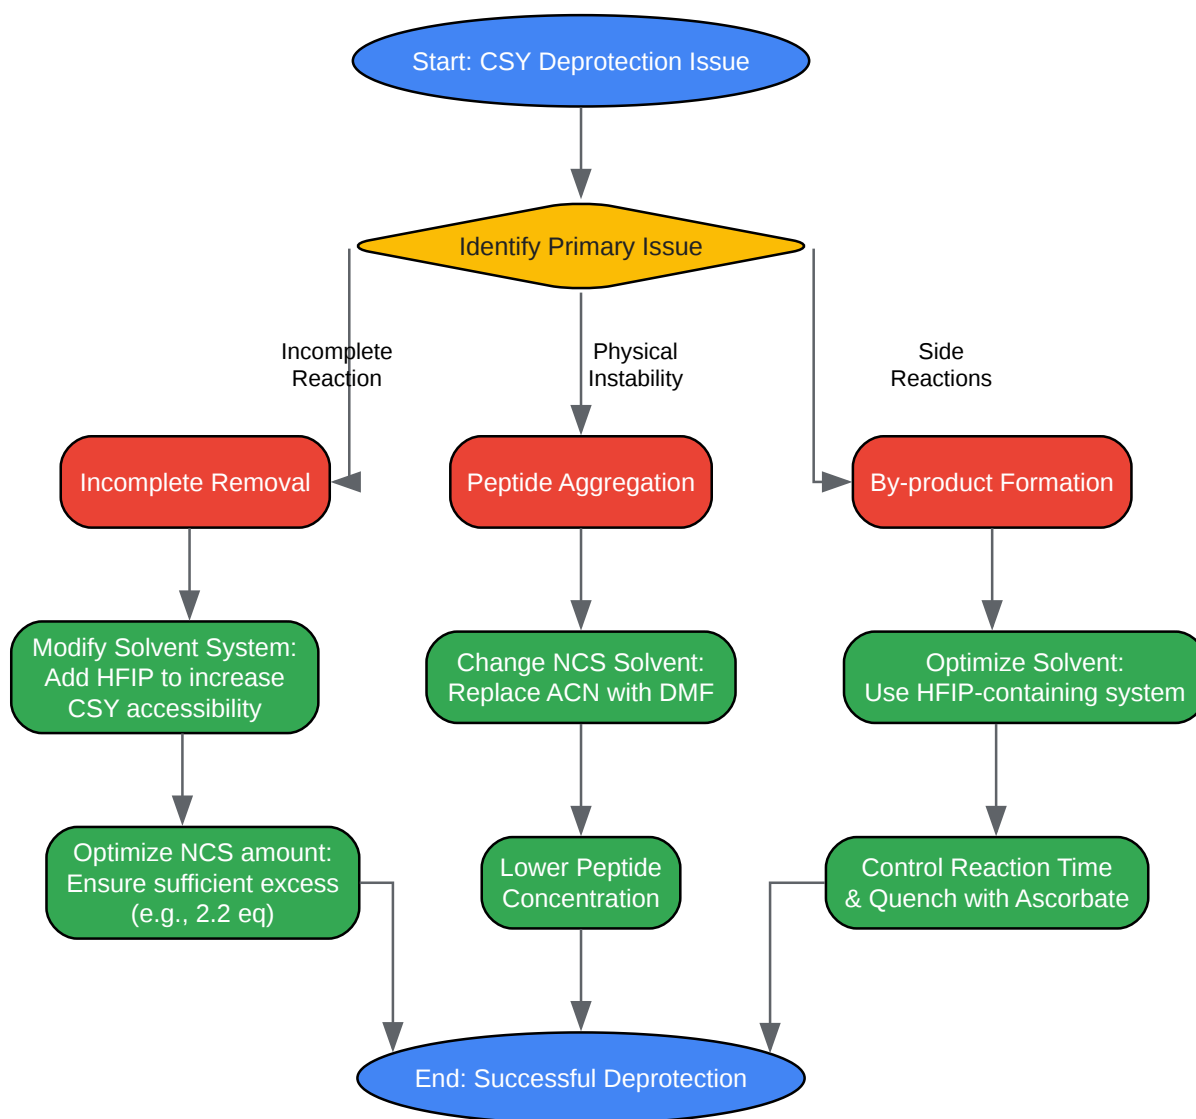 Start: CSY Deprotection Issue
Identify Primary Issue
Incomplete
Reaction
Physical
Instability
Side
Reactions
Incomplete Removal
Peptide Aggregation
By-product Formation
Modify Solvent System:
Add HFIP to increase
CSY accessibility
Change NCS Solvent:
Replace ACN with DMF
Optimize Solvent:
Use HFIP-containing system
Optimize NCS amount:
Ensure sufficient excess
(e.g., 2.2 eq)
Lower Peptide
Concentration
Control Reaction Time
& Quench with Ascorbate
End: Successful Deprotection